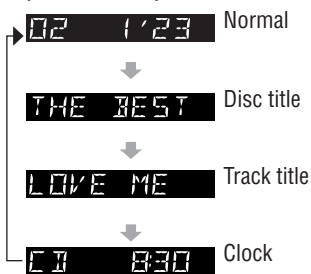 02 1'23 Normal
THE BEST Disc title
LOVE ME Track title
CD 8:30 Clock